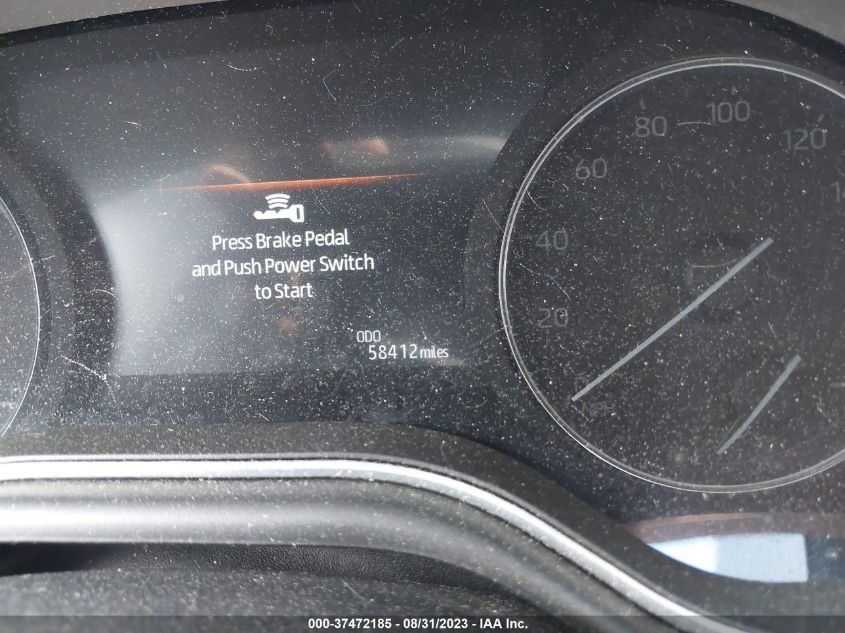 Press Brake Pedal
and Push Power Switch
to Start
ODO
58412 miles
20
40
60
80
100
120
000-37472185 - 08/31/2023 - IAA Inc.